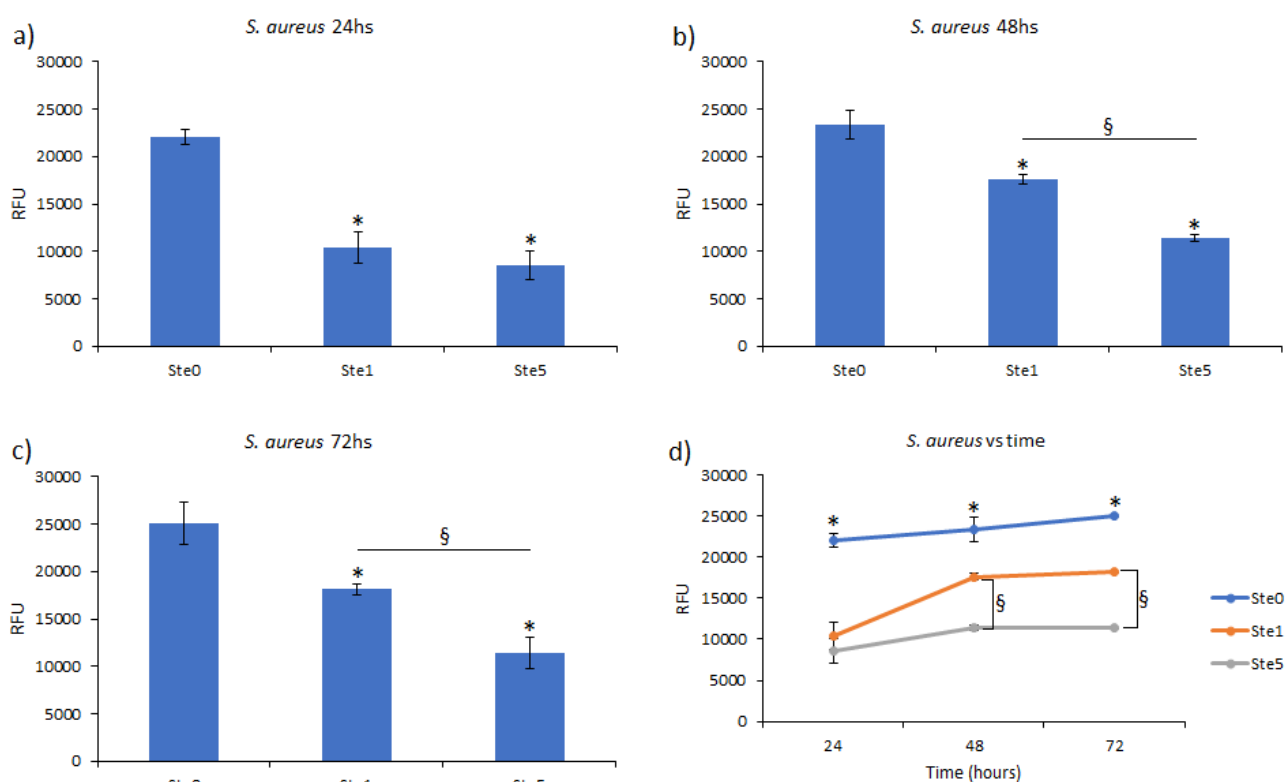 a)
S. aureus 24hs
30000
25000
20000
15000
10000
5000
0
RFU
*
*
Ste0 Ste1 Ste5
b)
S. aureus 48hs
30000
25000
20000
15000
10000
5000
0
RFU
§
*
*
Ste0 Ste1 Ste5
c)
S. aureus 72hs
30000
25000
20000
15000
10000
5000
0
RFU
§
*
*
d)
S. aureus vs time
30000
25000
20000
15000
10000
5000
0
RFU
* * *
§ §
Ste0
Ste1
Ste5
24 48 72
Time (hours)